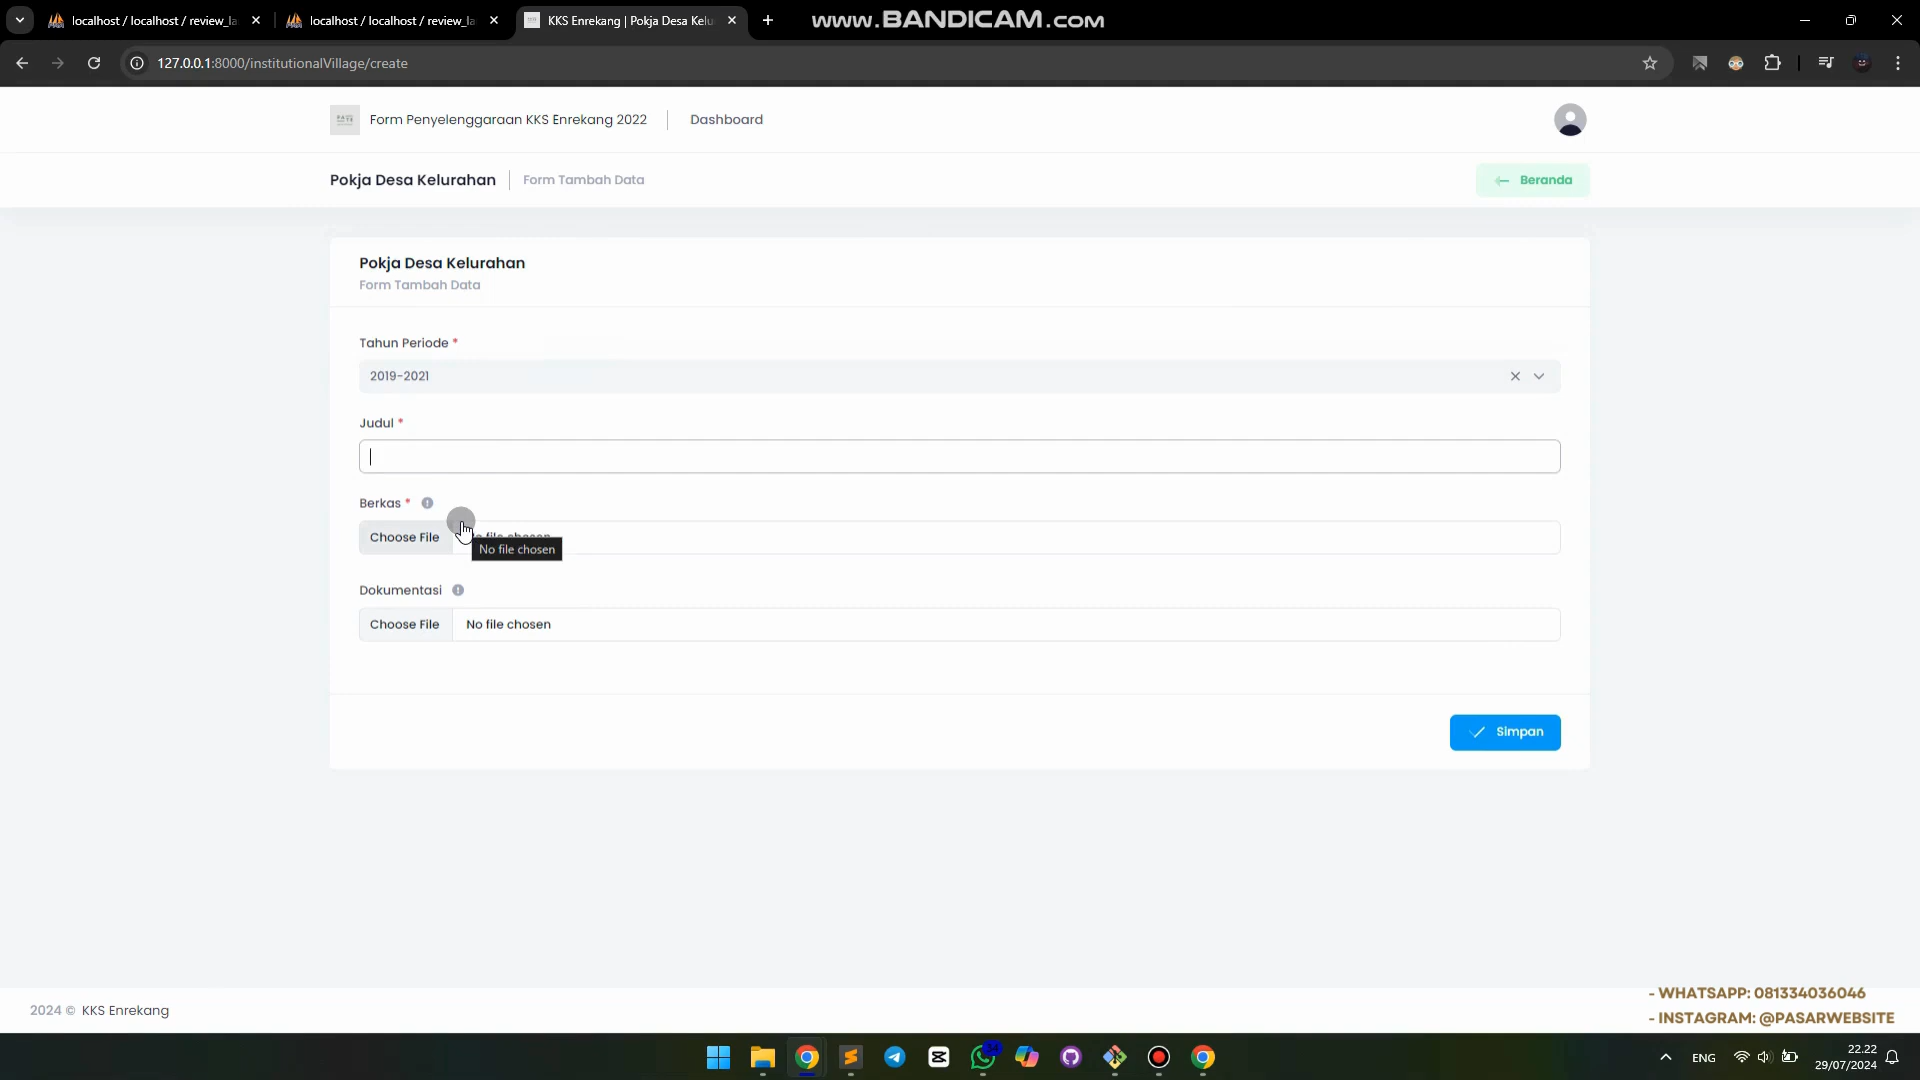 localhost / localhost / review_la
localhost / localhost / review_la
KKS Enrekang | Pokja Desa Kelu
www.BANDICAM.com
127.0.0.1:8000/institutionalVillage/create
Form Penyelenggaraan KKS Enrekang 2022
Dashboard
Pokja Desa Kelurahan
Form Tambah Data
Beranda
Pokja Desa Kelurahan
Form Tambah Data
Tahun Periode *
2019-2021
Judul *
Berkas *
Choose File
No file chosen
Dokumentasi
Choose File
No file chosen
Simpan
2024 © KKS Enrekang
- WHATSAPP: 081334036046
- INSTAGRAM: @PASARWEBSITE
ENG
22.22
29/07/2024